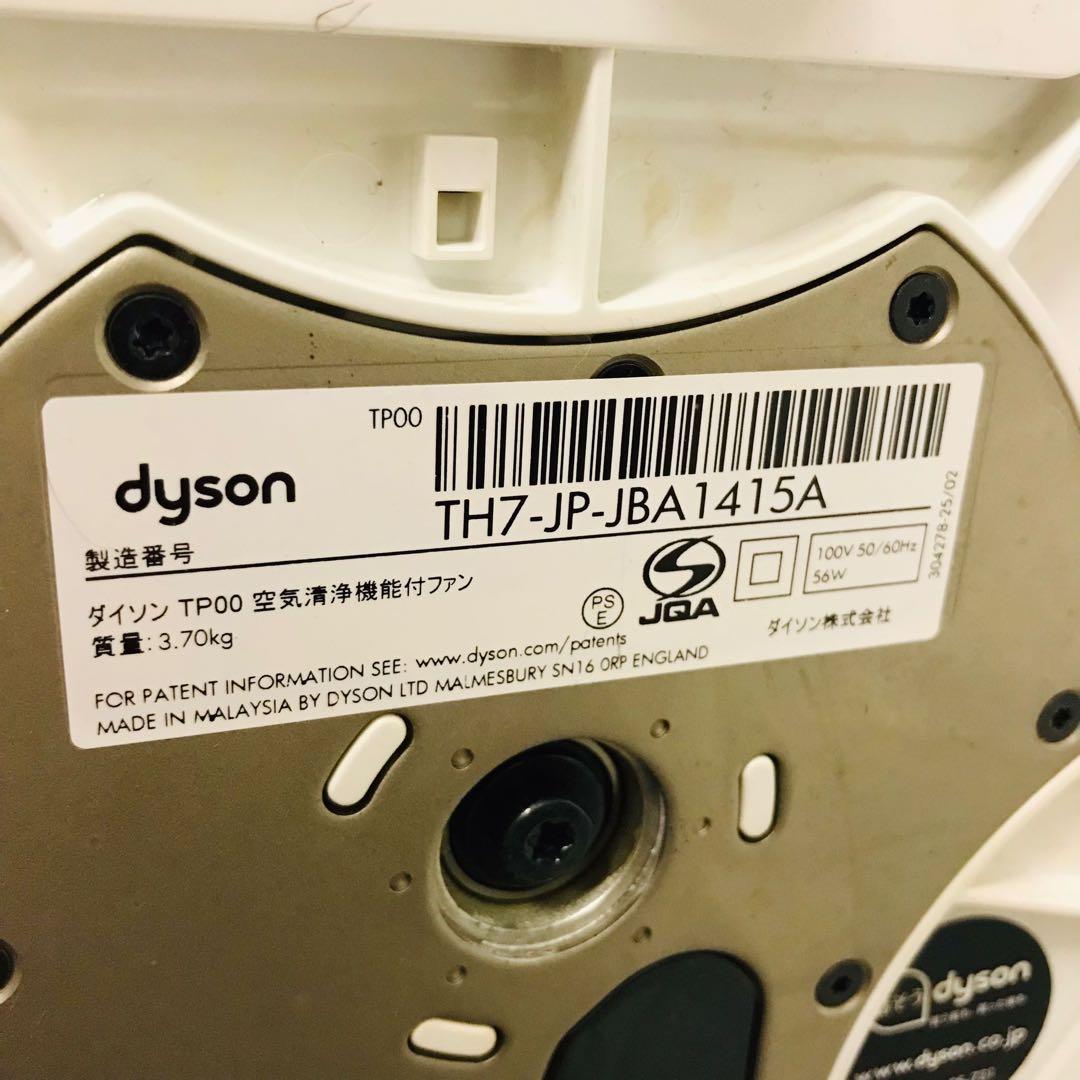 TP00
dyson
TH7-JP-JBA1415A
製造番号
ダイソン TP00 空気清浄機能付ファン
質量: 3.70kg
PS
E
JQA
100V 50/60Hz
56W
ダイソン株式会社
304278-25/02
FOR PATENT INFORMATION SEE: www.dyson.com/patents
MADE IN MALAYSIA BY DYSON LTD MALMESBURY SN16 0RP ENGLAND
dyson
www.dyson.co.jp